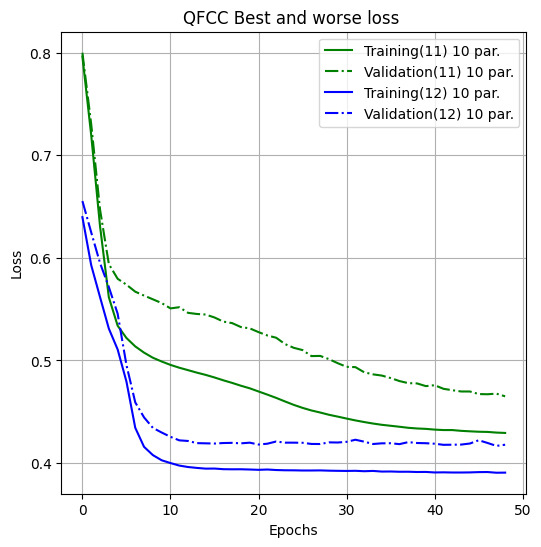 QFCC Best and worse loss
Training(11) 10 par.
Validation(11) 10 par.
Training(12) 10 par.
Validation(12) 10 par.
0.8
0.7
0.6
0.5
0.4
Loss
0 10 20 30 40 50
Epochs